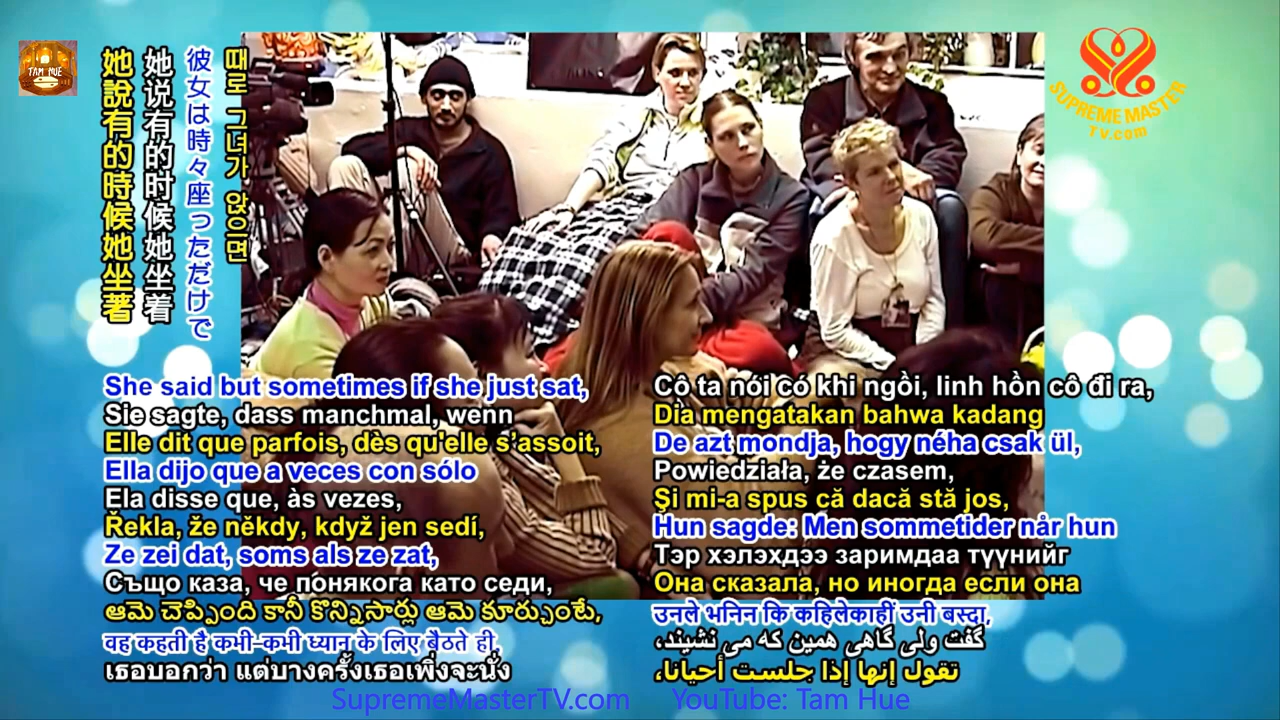 TAM HUE
她說有的時候她坐著
她说有的时候她坐着
彼女は時々座っただけで
때로 그녀가 앉으면
SUPREME MASTER
TV.com
She said but sometimes if she just sat,
Sie sagte, dass manchmal, wenn
Elle dit que parfois, dès qu'elle s'assoit,
Ella dijo que a veces con sólo
Ela disse que, às vezes,
Řekla, že někdy, když jen sedí,
Ze zei dat, soms als ze zat,
Също каза, че понякога като седи,
ఆమె చెప్పింది కానీ కొన్నిసార్లు ఆమె కూర్చుంటే,
वह कहती है कभी-कभी ध्यान के लिए बैठते ही,
เธอบอกว่า แต่บางครั้งเธอเพิ่งจะนั่ง
Cô ta nói có khi ngồi, linh hồn cô đi ra,
Dia mengatakan bahwa kadang
De azt mondja, hogy néha csak ül,
Powiedziała, że czasem,
Şi mi-a spus că dacă stă jos,
Hun sagde: Men sommetider når hun
Тэр хэлэхдээ заримдаа түүнийг
Она сказала, но иногда если она
उनले भनिन कि कहिलेकाहीं उनी बस्दा,
گفت ولی گاهی همین که می نشیند،
تقول إنها إذا جلست أحيانا،
SupremeMasterTV.com
YouTube: Tam Hue